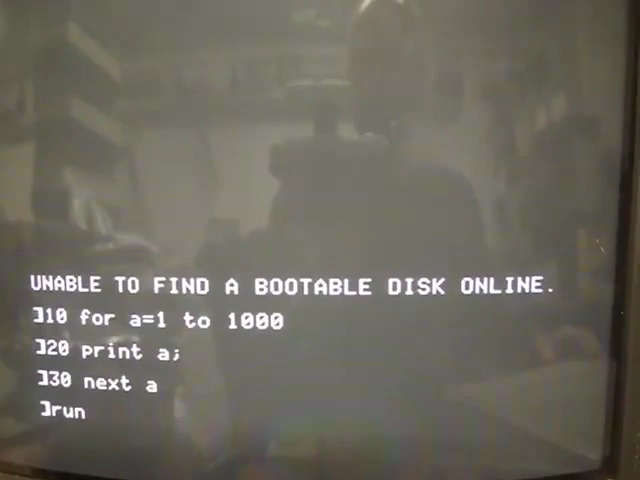 UNABLE TO FIND A BOOTABLE DISK ONLINE.
]10 for a=1 to 1000
]20 print a;
]30 next a
]run